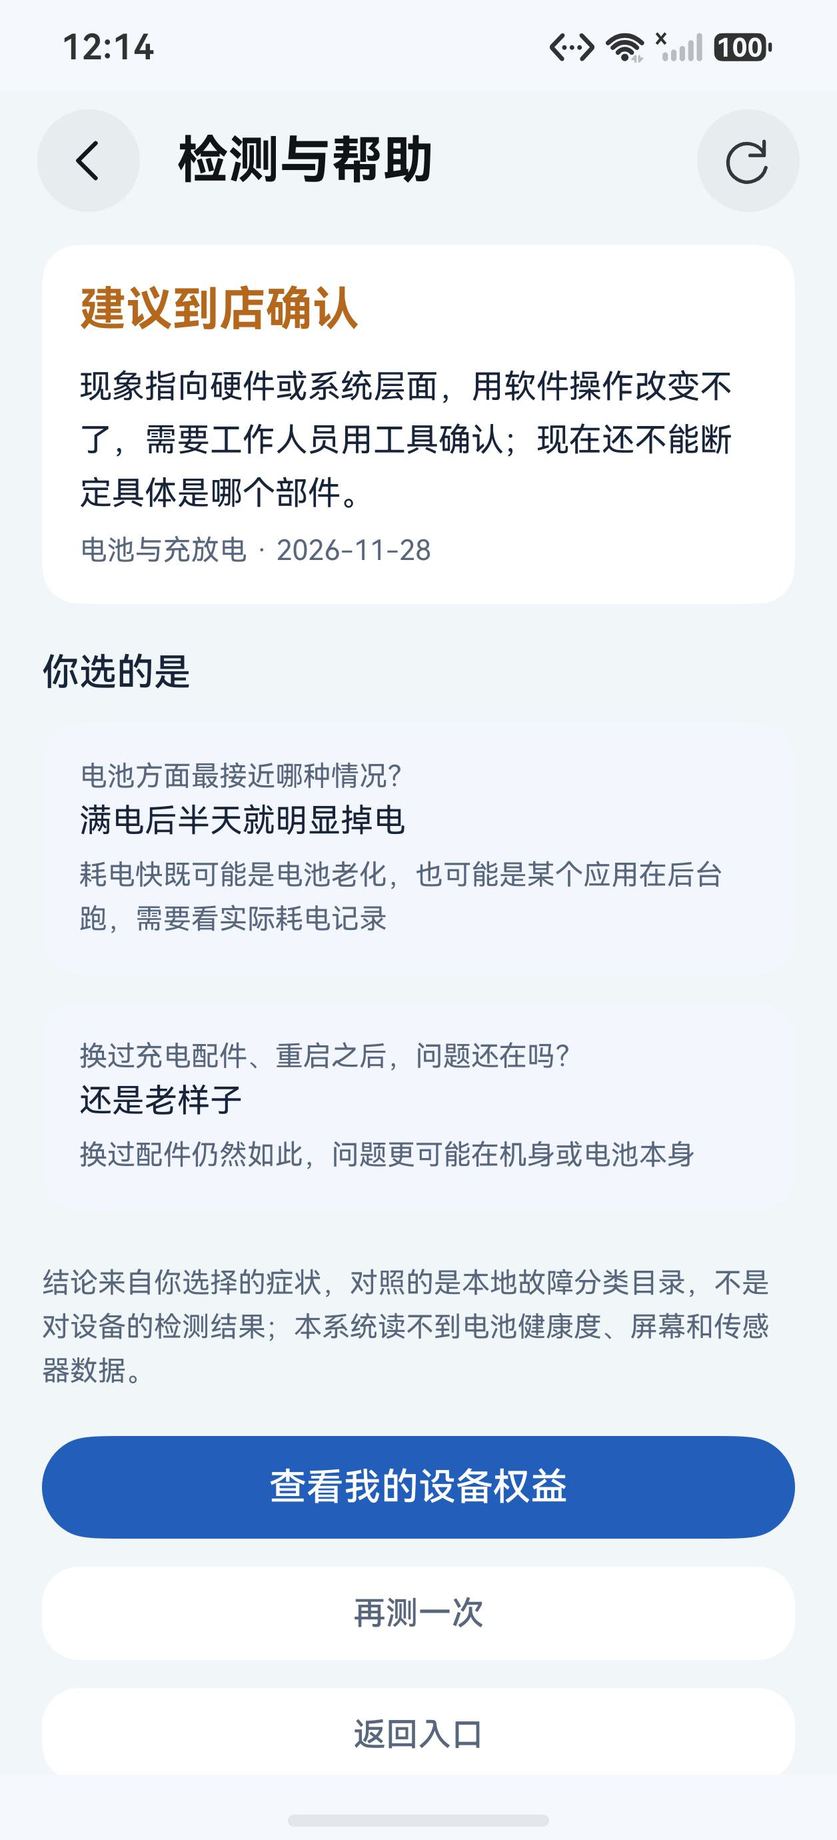 12:14
100
检测与帮助
建议到店确认
现象指向硬件或系统层面，用软件操作改变不
了，需要工作人员用工具确认；现在还不能断
定具体是哪个部件。
电池与充放电 · 2026-11-28
你选的是
电池方面最接近哪种情况？
满电后半天就明显掉电
耗电快既可能是电池老化，也可能是某个应用在后台
跑，需要看实际耗电记录
换过充电配件、重启之后，问题还在吗？
还是老样子
换过配件仍然如此，问题更可能在机身或电池本身
结论来自你选择的症状，对照的是本地故障分类目录，不是
对设备的检测结果；本系统读不到电池健康度、屏幕和传感
器数据。
查看我的设备权益
再测一次
返回入口